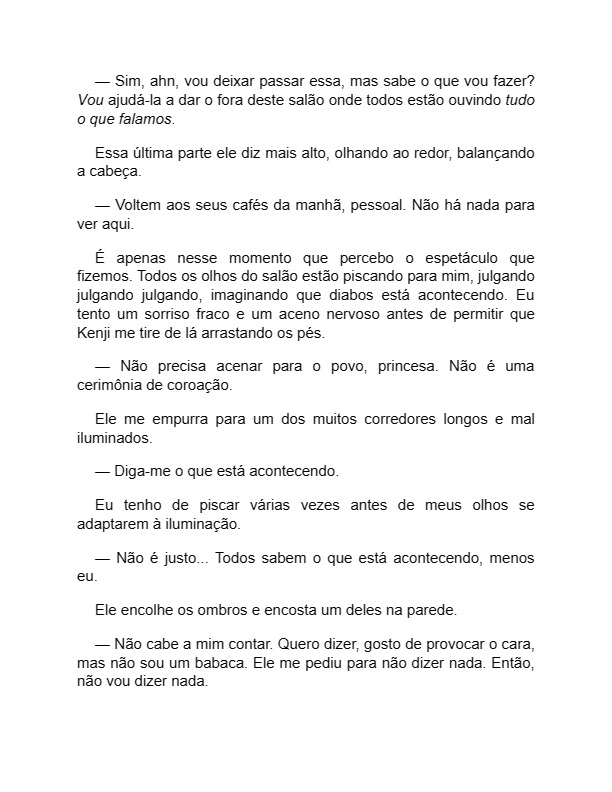 — Sim, ahn, vou deixar passar essa, mas sabe o que vou fazer?
Vou ajudá-la a dar o fora deste salão onde todos estão ouvindo tudo
o que falamos.
Essa última parte ele diz mais alto, olhando ao redor, balançando
a cabeça.
— Voltem aos seus cafés da manhã, pessoal. Não há nada para
ver aqui.
É apenas nesse momento que percebo o espetáculo que
fizemos. Todos os olhos do salão estão piscando para mim, julgando
julgando julgando, imaginando que diabos está acontecendo. Eu
tento um sorriso fraco e um aceno nervoso antes de permitir que
Kenji me tire de lá arrastando os pés.
— Não precisa acenar para o povo, princesa. Não é uma
cerimônia de coroação.
Ele me empurra para um dos muitos corredores longos e mal
iluminados.
— Diga-me o que está acontecendo.
Eu tenho de piscar várias vezes antes de meus olhos se
adaptarem à iluminação.
— Não é justo... Todos sabem o que está acontecendo, menos
eu.
Ele encolhe os ombros e encosta um deles na parede.
— Não cabe a mim contar. Quero dizer, gosto de provocar o cara,
mas não sou um babaca. Ele me pediu para não dizer nada. Então,
não vou dizer nada.